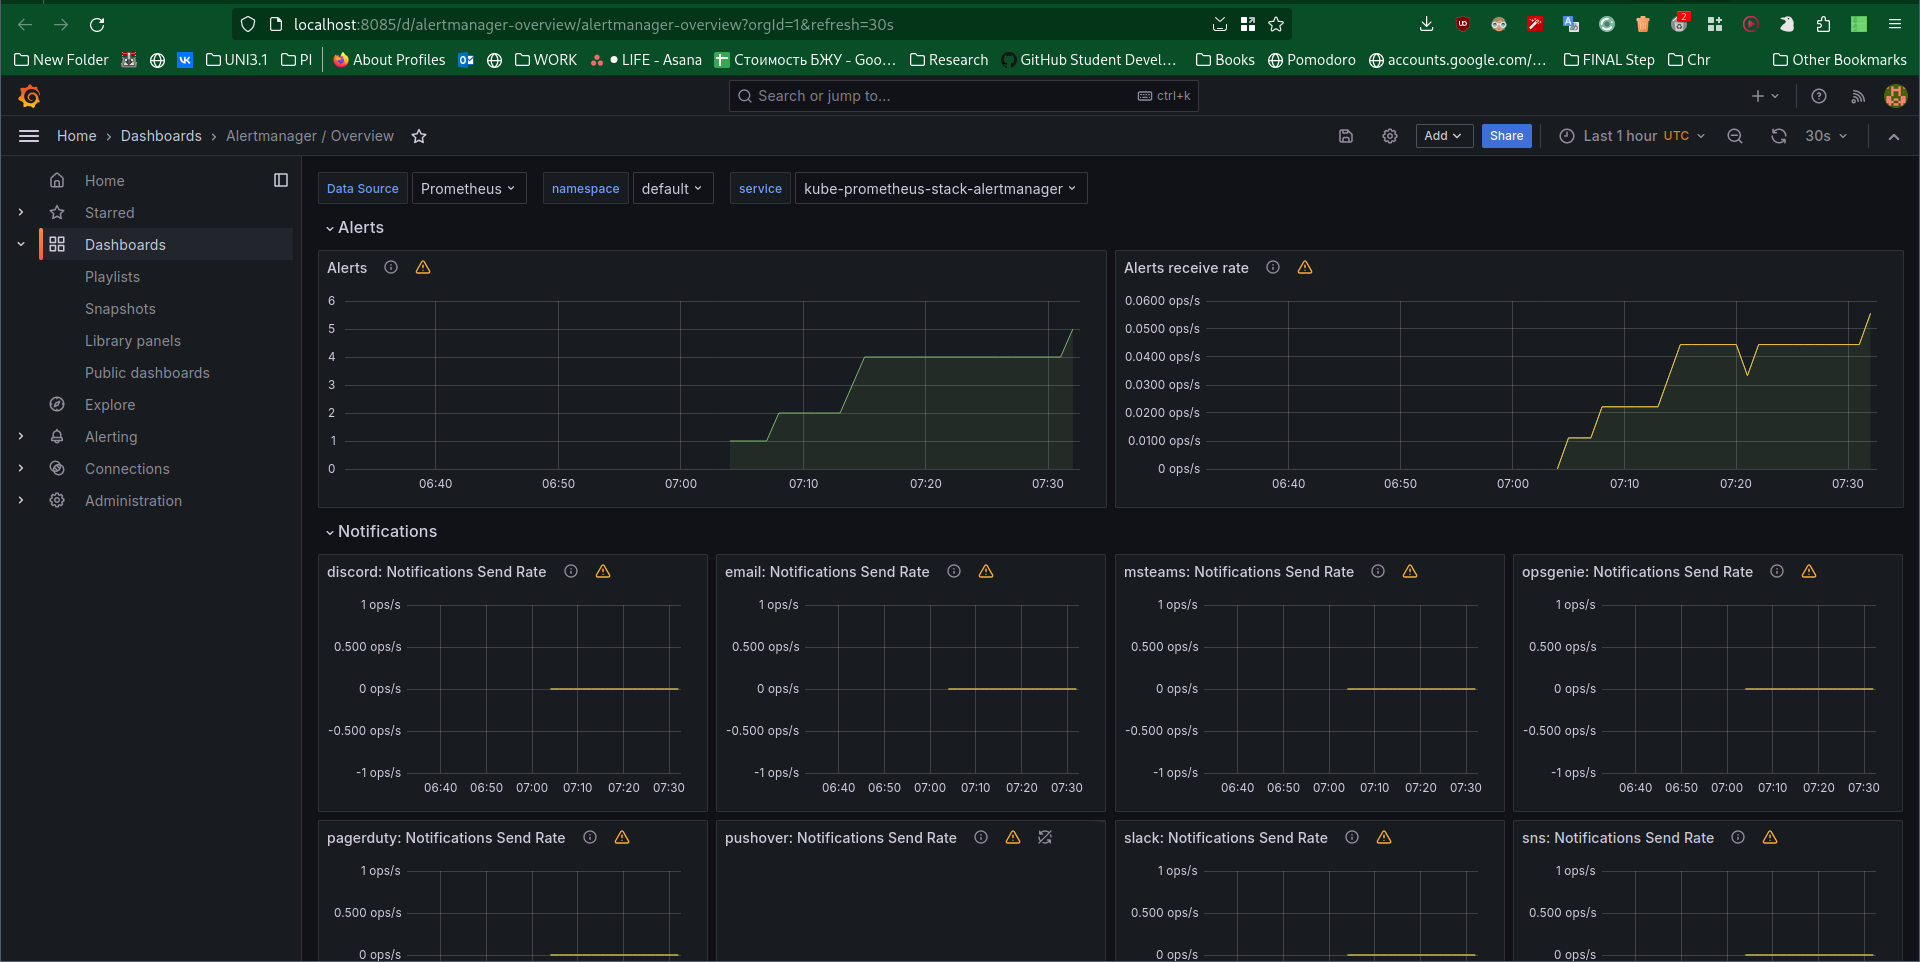 localhost:8085/d/alertmanager-overview/alertmanager-overview?orgId=1&refresh=30s
2
New Folder UNI3.1 PI About Profiles WORK LIFE - Asana Стоимость БЖУ - Goo… Research GitHub Student Devel… Books Pomodoro accounts.google.com/… FINAL Step Chr Other Bookmarks
Search or jump to... ctrl+k
Home › Dashboards › Alertmanager / Overview Add Share Last 1 hour UTC 30s
Home
Starred
Dashboards
Playlists
Snapshots
Library panels
Public dashboards
Explore
Alerting
Connections
Administration
Data Source Prometheus namespace default service kube-prometheus-stack-alertmanager
Alerts
Alerts
6
5
4
3
2
1
0
06:40 06:50 07:00 07:10 07:20 07:30
Alerts receive rate
0.0600 ops/s
0.0500 ops/s
0.0400 ops/s
0.0300 ops/s
0.0200 ops/s
0.0100 ops/s
0 ops/s
06:40 06:50 07:00 07:10 07:20 07:30
Notifications
discord: Notifications Send Rate
1 ops/s
0.500 ops/s
0 ops/s
-0.500 ops/s
-1 ops/s
06:40 06:50 07:00 07:10 07:20 07:30
email: Notifications Send Rate
1 ops/s
0.500 ops/s
0 ops/s
-0.500 ops/s
-1 ops/s
06:40 06:50 07:00 07:10 07:20 07:30
msteams: Notifications Send Rate
1 ops/s
0.500 ops/s
0 ops/s
-0.500 ops/s
-1 ops/s
06:40 06:50 07:00 07:10 07:20 07:30
opsgenie: Notifications Send Rate
1 ops/s
0.500 ops/s
0 ops/s
-0.500 ops/s
-1 ops/s
06:40 06:50 07:00 07:10 07:20 07:30
pagerduty: Notifications Send Rate
1 ops/s
0.500 ops/s
0 ops/s
pushover: Notifications Send Rate
slack: Notifications Send Rate
1 ops/s
0.500 ops/s
0 ops/s
sns: Notifications Send Rate
1 ops/s
0.500 ops/s
0 ops/s